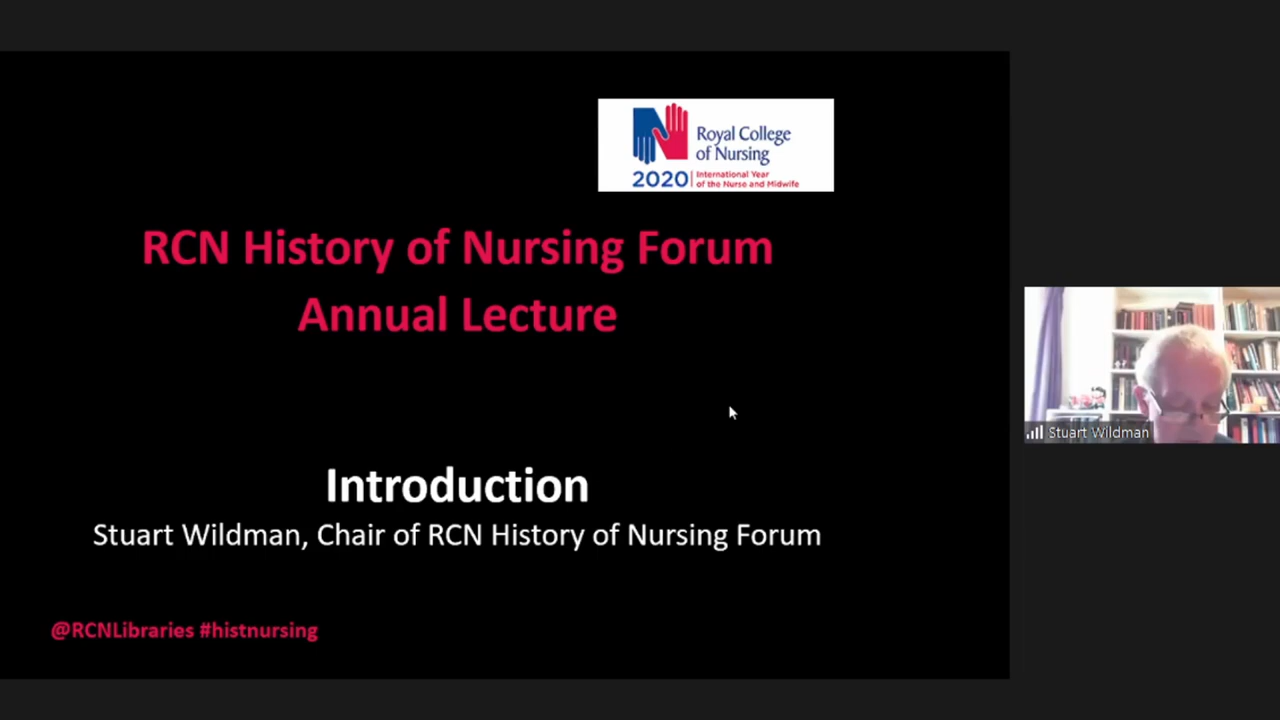 Royal College
of Nursing
2020 International Year
of the Nurse and Midwife
RCN History of Nursing Forum
Annual Lecture
Introduction
Stuart Wildman, Chair of RCN History of Nursing Forum
@RCNLibraries #histnursing
Stuart Wildman